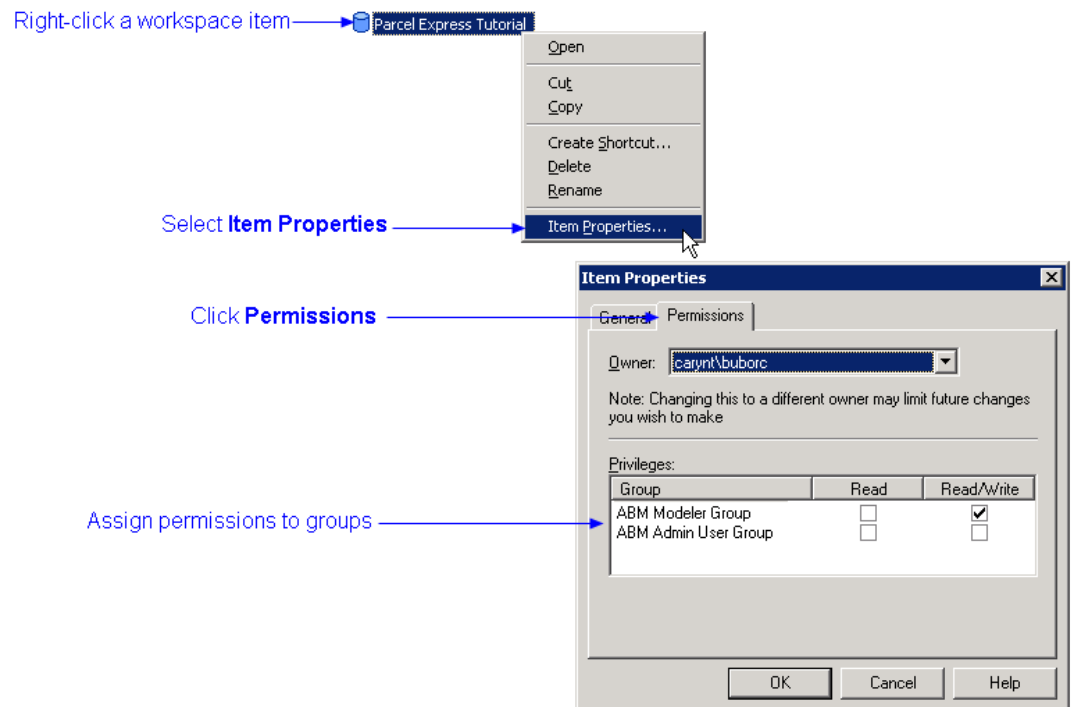 Right-click a workspace item
Parcel Express Tutorial
Open
Cut
Copy
Create Shortcut...
Delete
Rename
Select Item Properties
Item Properties...
Item Properties
Click Permissions
General Permissions
Owner: carynt\buborc
Note: Changing this to a different owner may limit future changes
you wish to make
Privileges:
Group Read Read/Write
Assign permissions to groups
ABM Modeler Group
ABM Admin User Group
OK Cancel Help